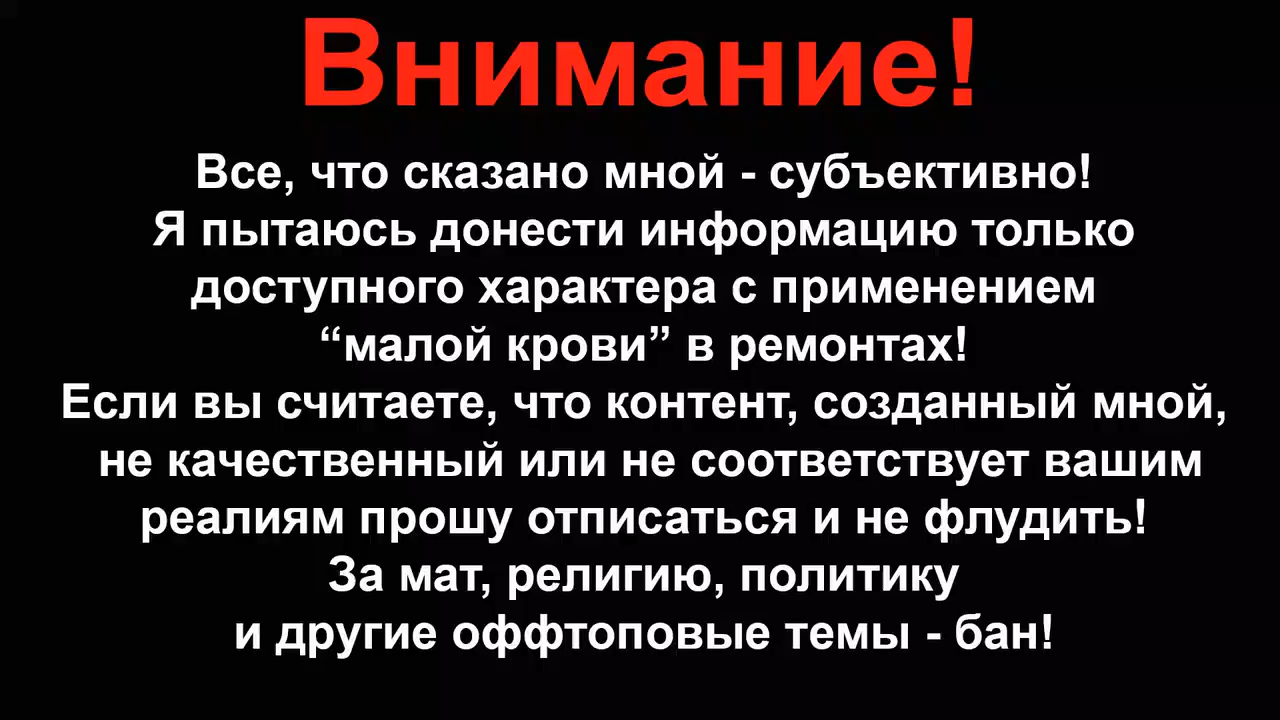 Внимание!
Все, что сказано мной - субъективно!
Я пытаюсь донести информацию только
доступного характера с применением
“малой крови” в ремонтах!
Если вы считаете, что контент, созданный мной,
не качественный или не соответствует вашим
реалиям прошу отписаться и не флудить!
За мат, религию, политику
и другие оффтоповые темы - бан!